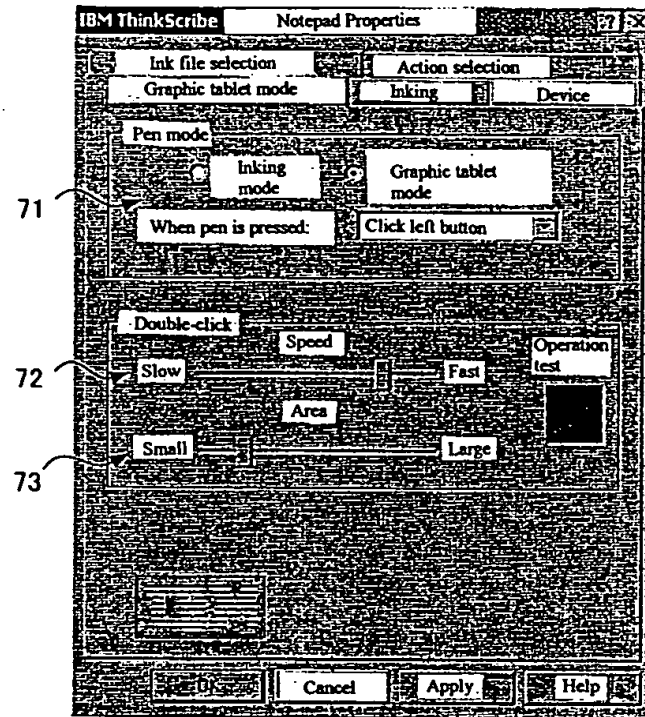 IBM ThinkScribe Notepad Properties ? X
Ink file selection Action selection
Graphic tablet mode Inking Device
Pen mode
Inking mode
Graphic tablet mode
71
When pen is pressed: Click left button
Double-click
Speed
Operation test
72
Slow Fast
Area
73
Small Large
Cancel Apply Help